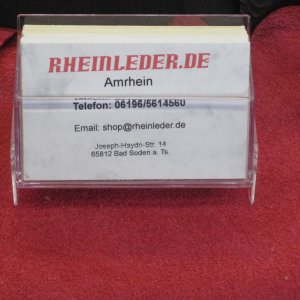 RHEINLEDER.DE
Amrhein
Telefon: 06196/5614560
Email: shop@rheinleder.de
Joseph-Haydn-Str. 14
65812 Bad Soden a. Ts.